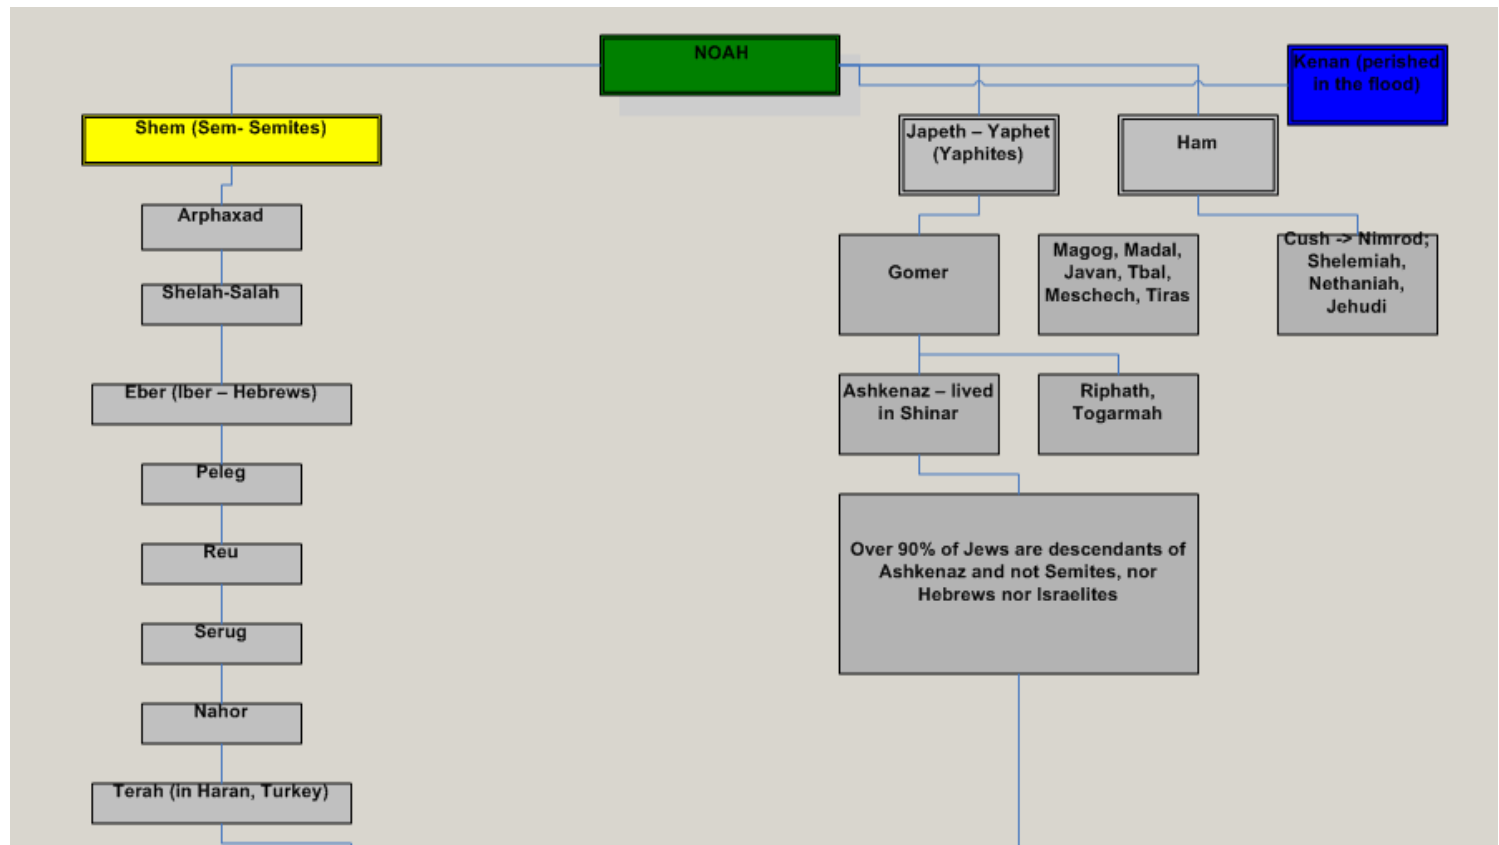 NOAH
Kenan (perished
in the flood)
Shem (Sem- Semites)
Japeth – Yaphet
(Yaphites)
Ham
Arphaxad
Gomer
Magog, Madal,
Javan, Tbal,
Meschech, Tiras
Cush -> Nimrod;
Shelemiah,
Nethaniah,
Jehudi
Shelah-Salah
Eber (Iber – Hebrews)
Ashkenaz – lived
in Shinar
Riphath,
Togarmah
Peleg
Reu
Over 90% of Jews are descendants of
Ashkenaz and not Semites, nor
Hebrews nor Israelites
Serug
Nahor
Terah (in Haran, Turkey)